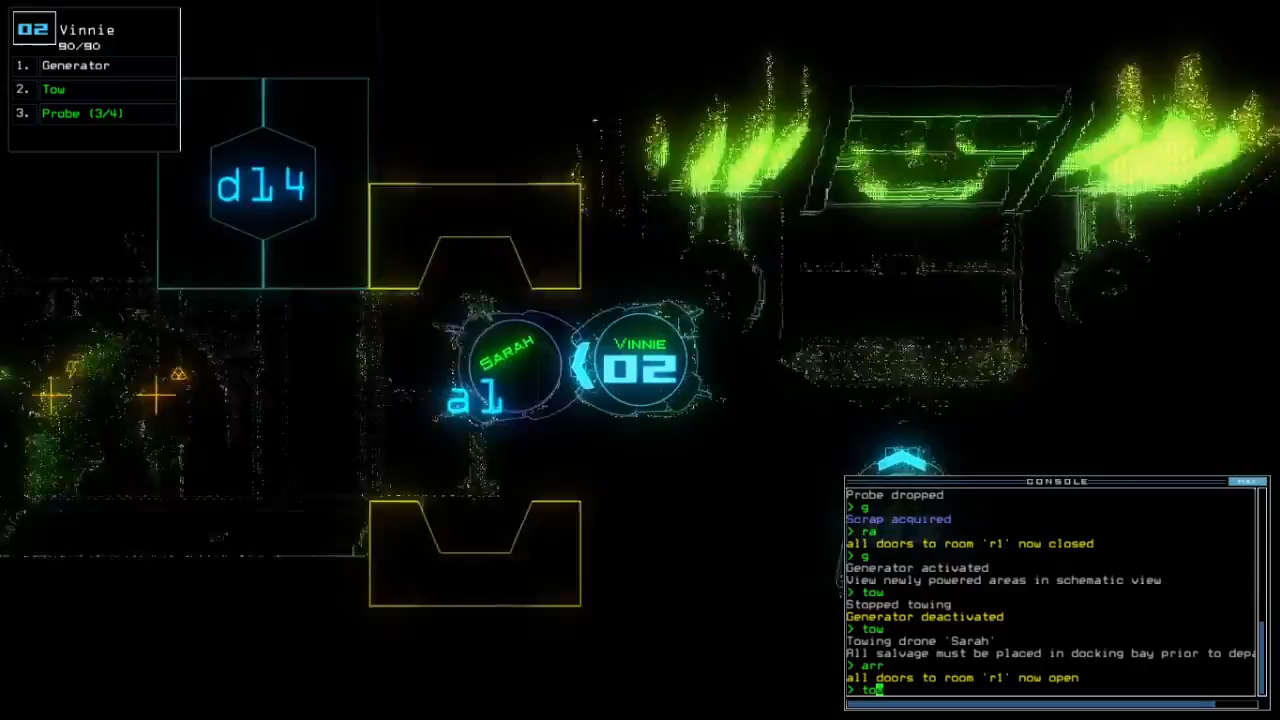 02 Vinnie
90/90
1. Generator
2. Tow
3. Probe (3/4)
d14
SARAH
a1
VINNIE
02
CONSOLE
Probe dropped
> g
Scrap acquired
> ra
all doors to room 'r1' now closed
> g
Generator activated
View newly powered areas in schematic view
> tow
Stopped towing
Generator deactivated
> tow
Towing drone 'Sarah'
All salvage must be placed in docking bay prior to depa
> arr
all doors to room 'r1' now open
> tow